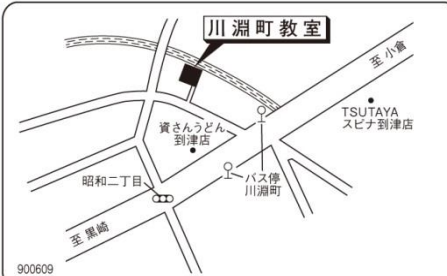 川淵町教室
至小倉
TSUTAYA
スピナ到津店
資さんうどん
到津店
バス停
川淵町
昭和二丁目
至黒崎
900609